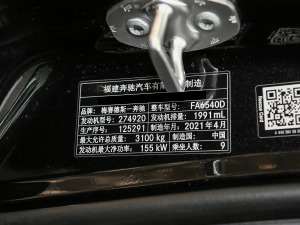 福建奔驰汽车有限 制造
品牌: 梅赛德斯—奔驰 整车型号: FA6540D
发动机型号: 274920 发动机排量: 1991 mL
生产序号: 125291 制造年月: 2021年4月
最大允许总质量: 3100 kg 制造国: 中国
发动机最大净功率: 155 kW 乘坐人数: 9